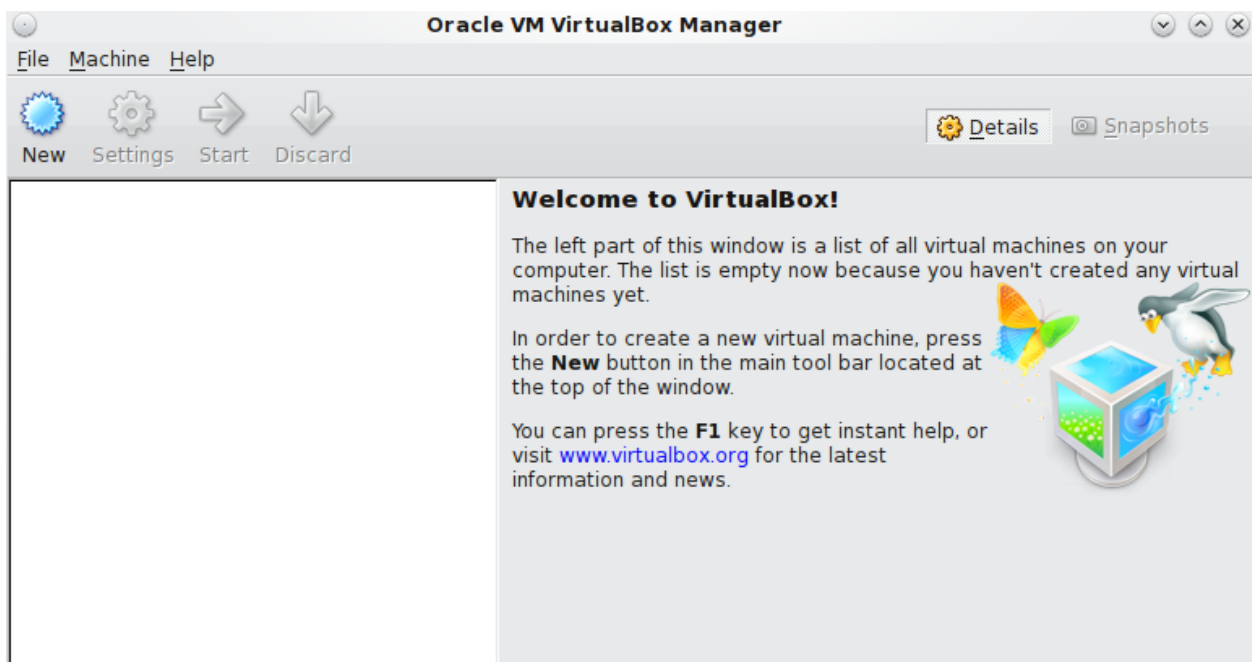 Oracle VM VirtualBox Manager
File Machine Help
New Settings Start Discard
Details Snapshots
Welcome to VirtualBox!
The left part of this window is a list of all virtual machines on your
computer. The list is empty now because you haven't created any virtual
machines yet.
In order to create a new virtual machine, press
the New button in the main tool bar located at
the top of the window.
You can press the F1 key to get instant help, or
visit www.virtualbox.org for the latest
information and news.